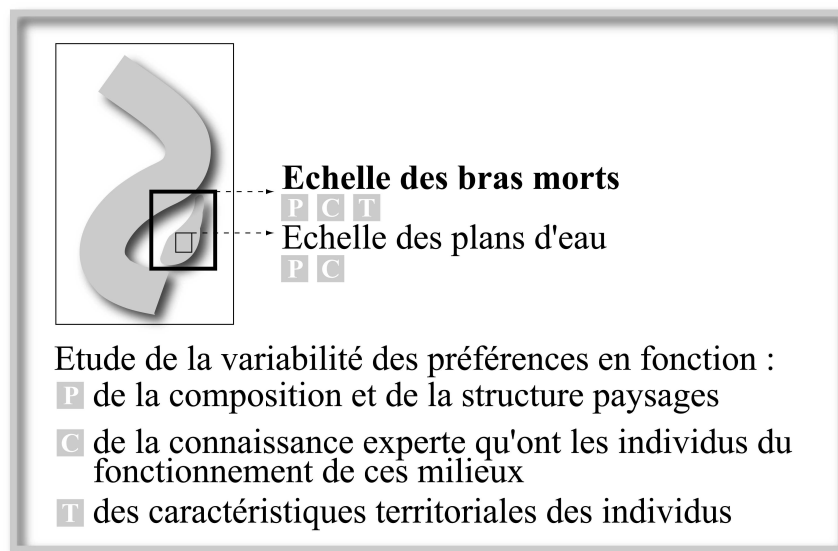 Echelle des bras morts
P C T
Echelle des plans d'eau
P C
Etude de la variabilité des préférences en fonction :
P de la composition et de la structure paysages
C de la connaissance experte qu'ont les individus du
fonctionnement de ces milieux
T des caractéristiques territoriales des individus